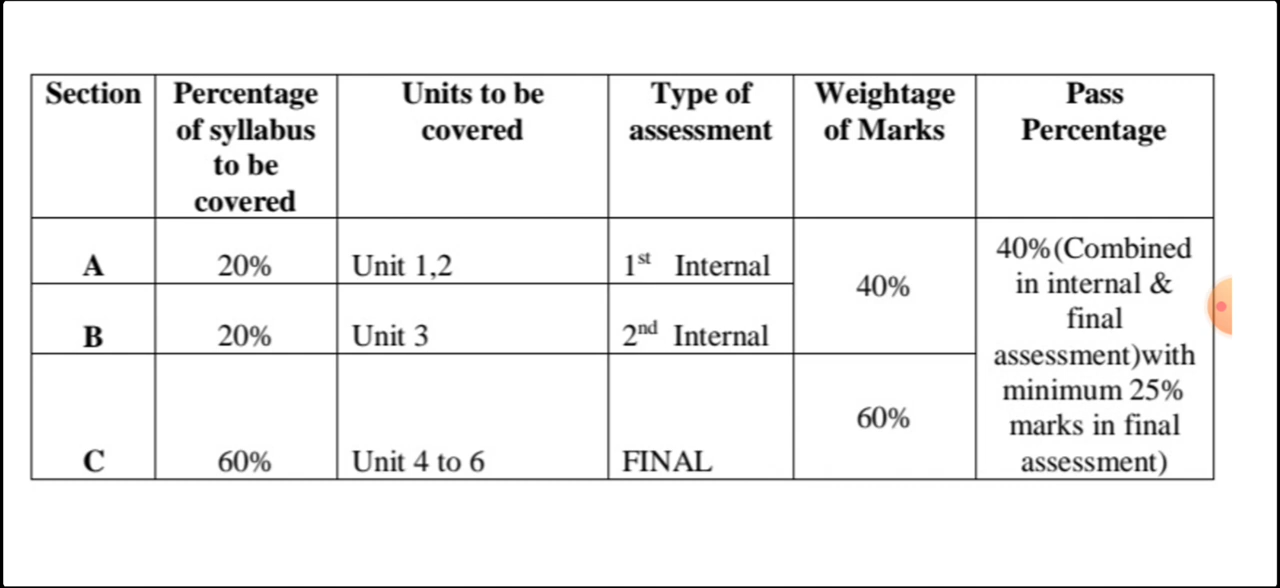 Section Percentage of syllabus to be covered Units to be covered Type of assessment Weightage of Marks Pass Percentage
A 20% Unit 1,2 1st Internal 40% 40%(Combined in internal & final assessment)with minimum 25% marks in final assessment)
B 20% Unit 3 2nd Internal
C 60% Unit 4 to 6 FINAL 60%